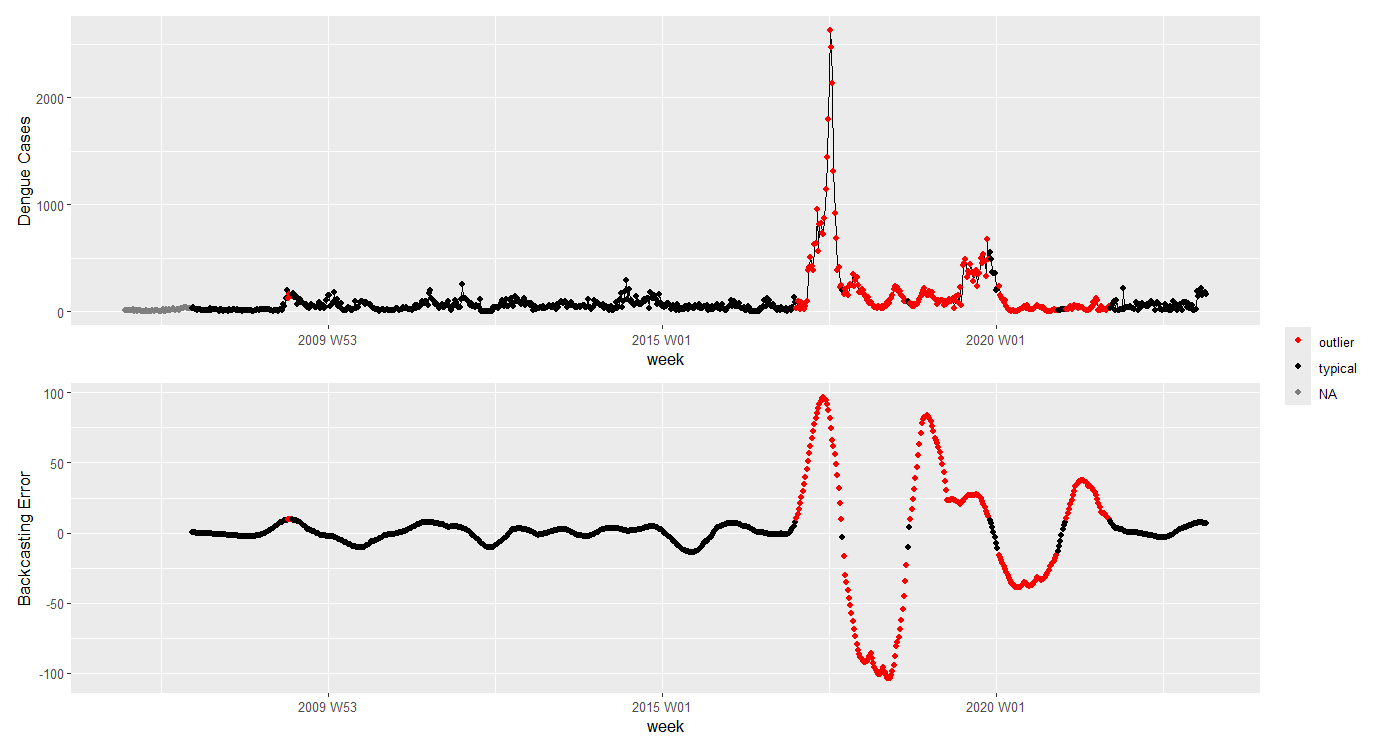 Dengue Cases
2000
1000
0
2009 W53
2015 W01
2020 W01
week
outlier
typical
NA
Backcasting Error
100
50
0
-50
-100
2009 W53
2015 W01
2020 W01
week